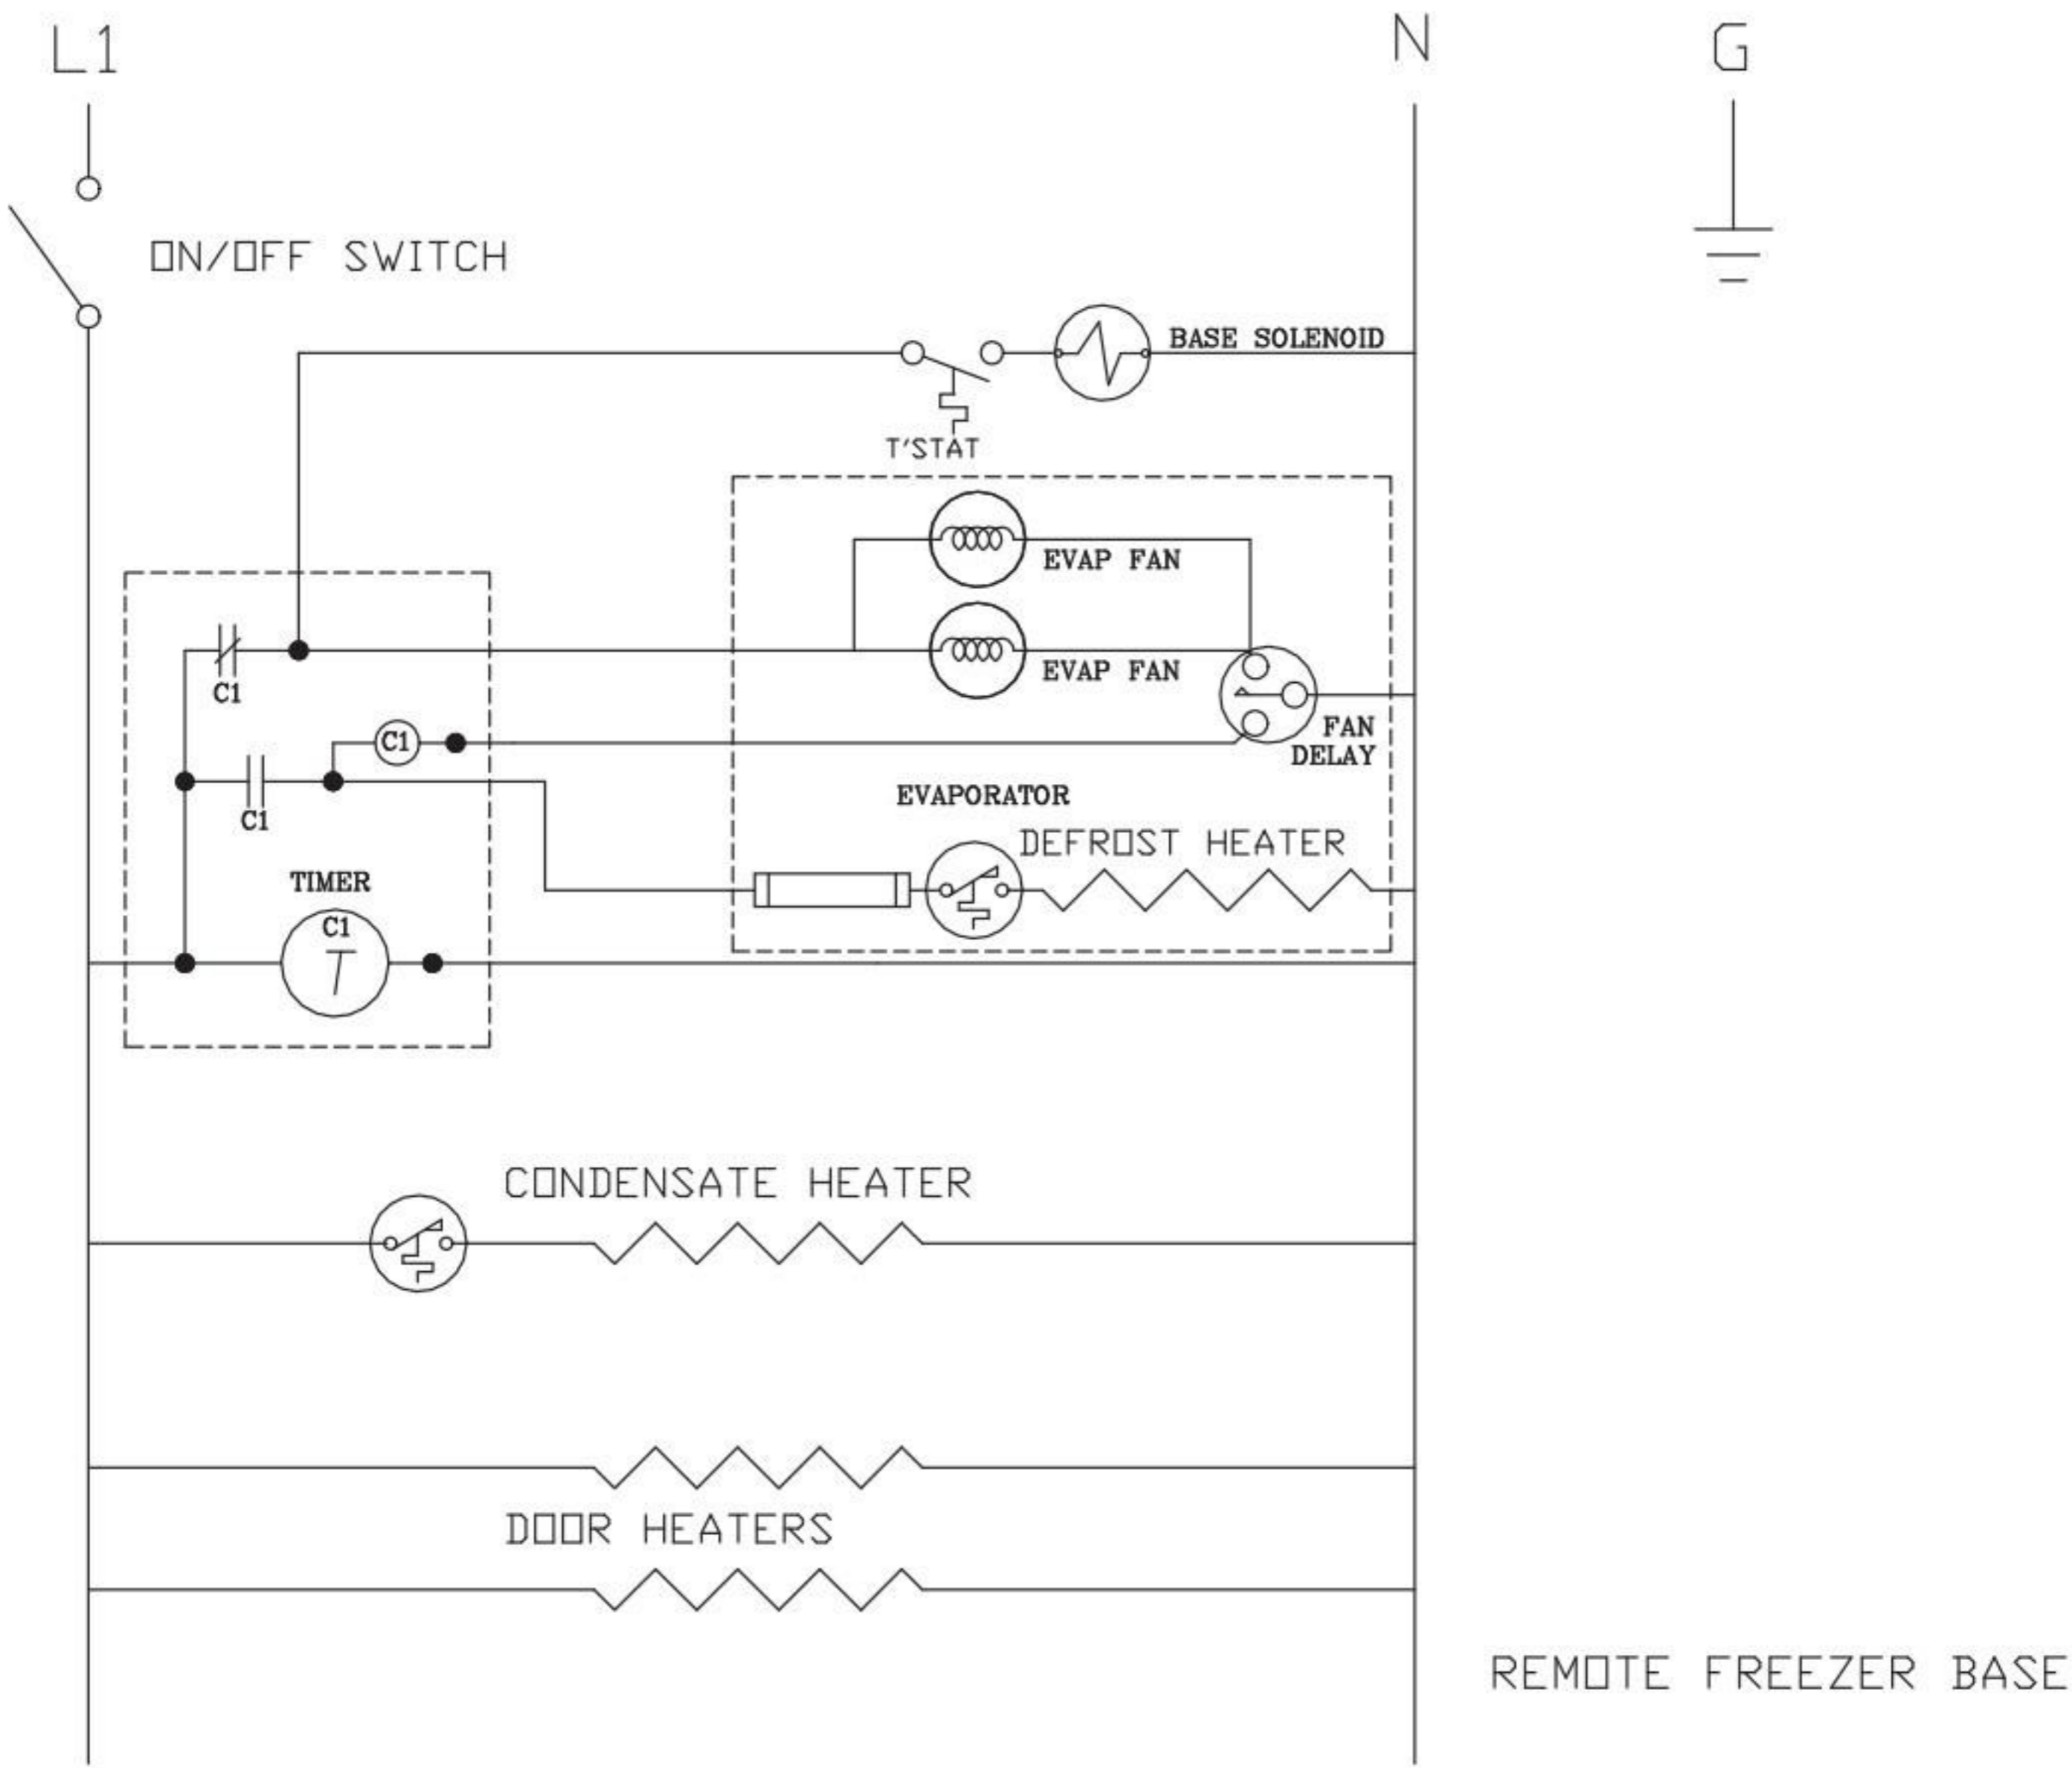 L1
N
G
ON/OFF SWITCH
BASE SOLENOID
T'STAT
EVAP FAN
EVAP FAN
C1
FAN
DELAY
C1
C1
EVAPORATOR
DEFROST HEATER
TIMER
C1
T
CONDENSATE HEATER
DOOR HEATERS
REMOTE FREEZER BASE